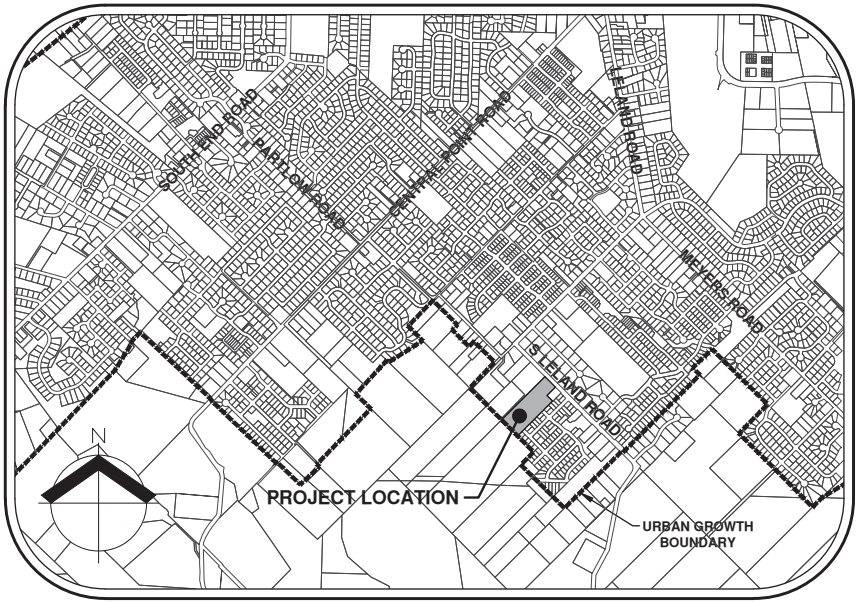 LELAND ROAD
SOUTH END ROAD
CENTRAL POINT ROAD
PARTLOW ROAD
MEYERS ROAD
S LELAND ROAD
N
PROJECT LOCATION
URBAN GROWTH
BOUNDARY